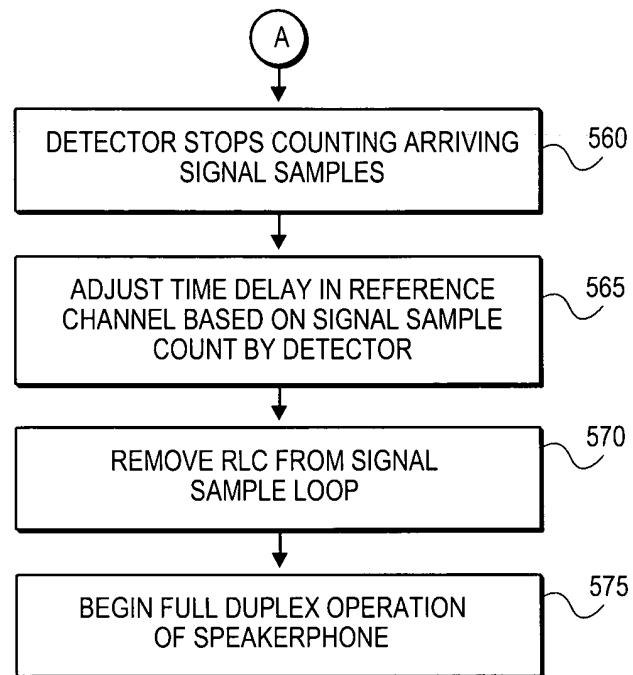 A
DETECTOR STOPS COUNTING ARRIVING
SIGNAL SAMPLES
560
ADJUST TIME DELAY IN REFERENCE
CHANNEL BASED ON SIGNAL SAMPLE
COUNT BY DETECTOR
565
REMOVE RLC FROM SIGNAL
SAMPLE LOOP
570
BEGIN FULL DUPLEX OPERATION
OF SPEAKERPHONE
575